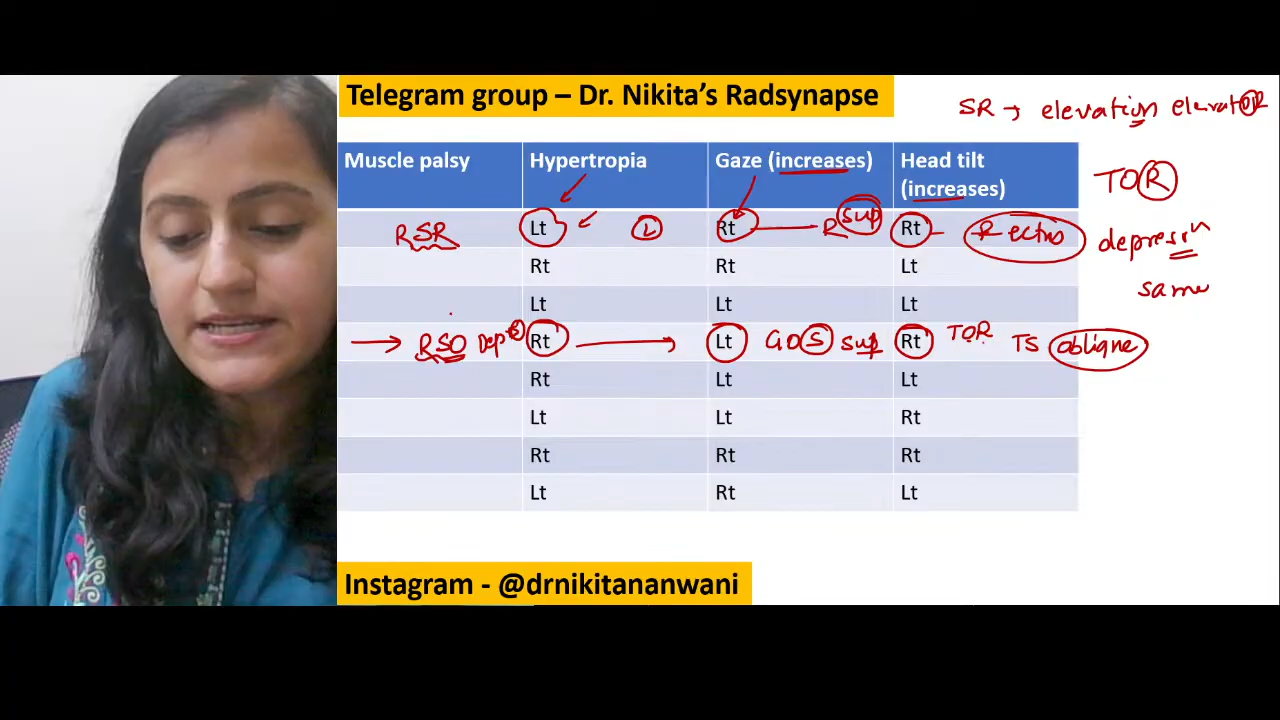 Telegram group – Dr. Nikita's Radsynapse
SR → elevation elevatOR
Muscle palsy Hypertropia Gaze (increases) Head tilt (increases)
TOR
RSR Lt L Rt R sup Rt Rectus
depression
Rt Rt Lt
same
Lt Lt Lt
→ RSO Rt → Lt GOS sup Rt TOR TS oblique
Rt Lt Lt
Lt Lt Rt
Rt Rt Rt
Lt Rt Lt
Instagram - @drnikitananwani